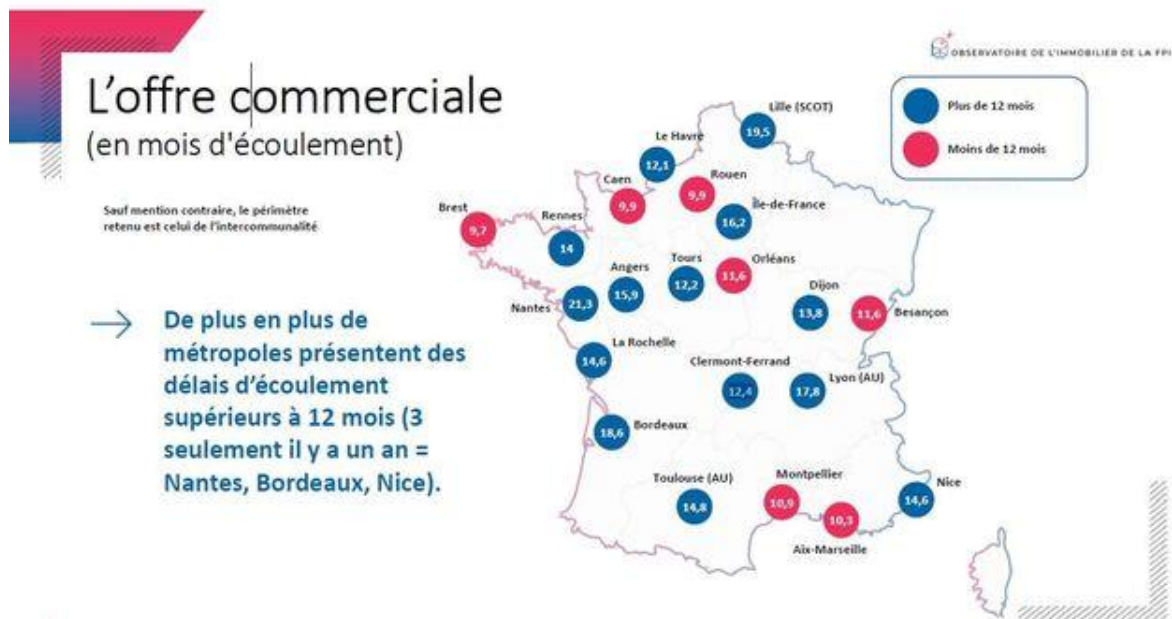 OBSERVATOIRE DE L'IMMOBILIER DE LA FPI
L'offre commerciale
(en mois d'écoulement)
Sauf mention contraire, le périmètre
retenu est celui de l'intercommunalité
De plus en plus de
métropoles présentent des
délais d'écoulement
supérieurs à 12 mois (3
seulement il y a un an =
Nantes, Bordeaux, Nice).
Plus de 12 mois
Moins de 12 mois
Lille (SCOT)
19,5
Le Havre
12,1
Caen
9,9
Rouen
9,9
Île-de-France
16,2
Brest
9,7
Rennes
14
Angers
15,9
Tours
12,2
Orléans
11,6
Dijon
13,8
Besançon
11,6
Nantes
21,3
La Rochelle
14,6
Clermont-Ferrand
12,4
Lyon (AU)
17,8
Bordeaux
18,6
Toulouse (AU)
14,8
Montpellier
10,9
Aix-Marseille
10,3
Nice
14,6